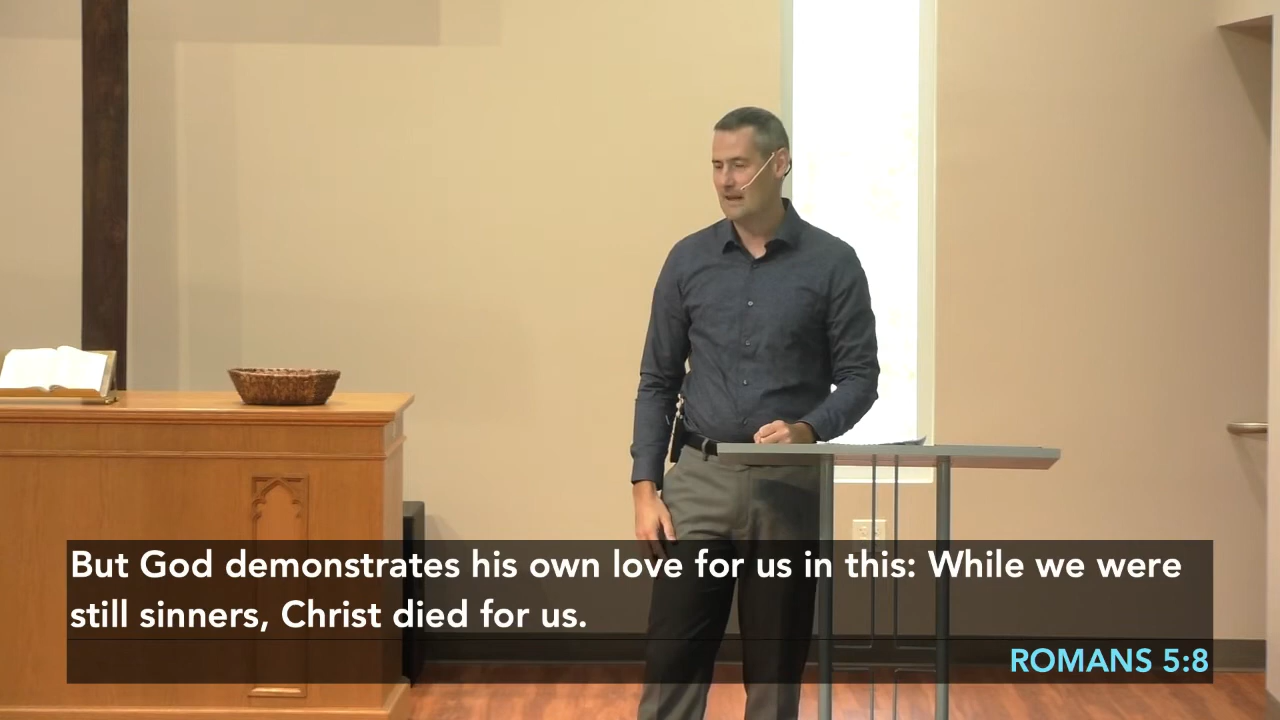 But God demonstrates his own love for us in this: While we were
still sinners, Christ died for us.
ROMANS 5:8